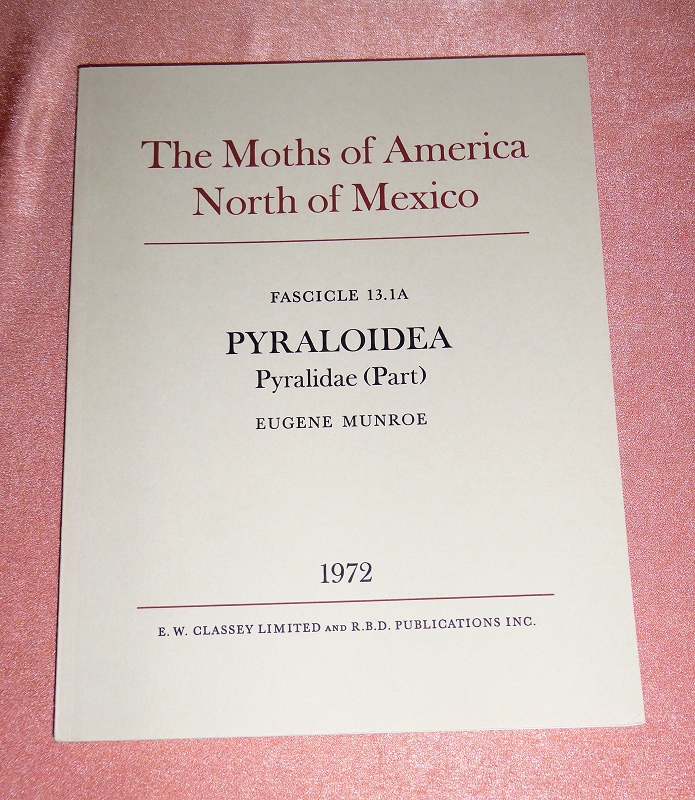 The Moths of America
North of Mexico
FASCICLE 13.1A
PYRALOIDEA
Pyralidae (Part)
EUGENE MUNROE
1972
E. W. CLASSEY LIMITED AND R.B.D. PUBLICATIONS INC.